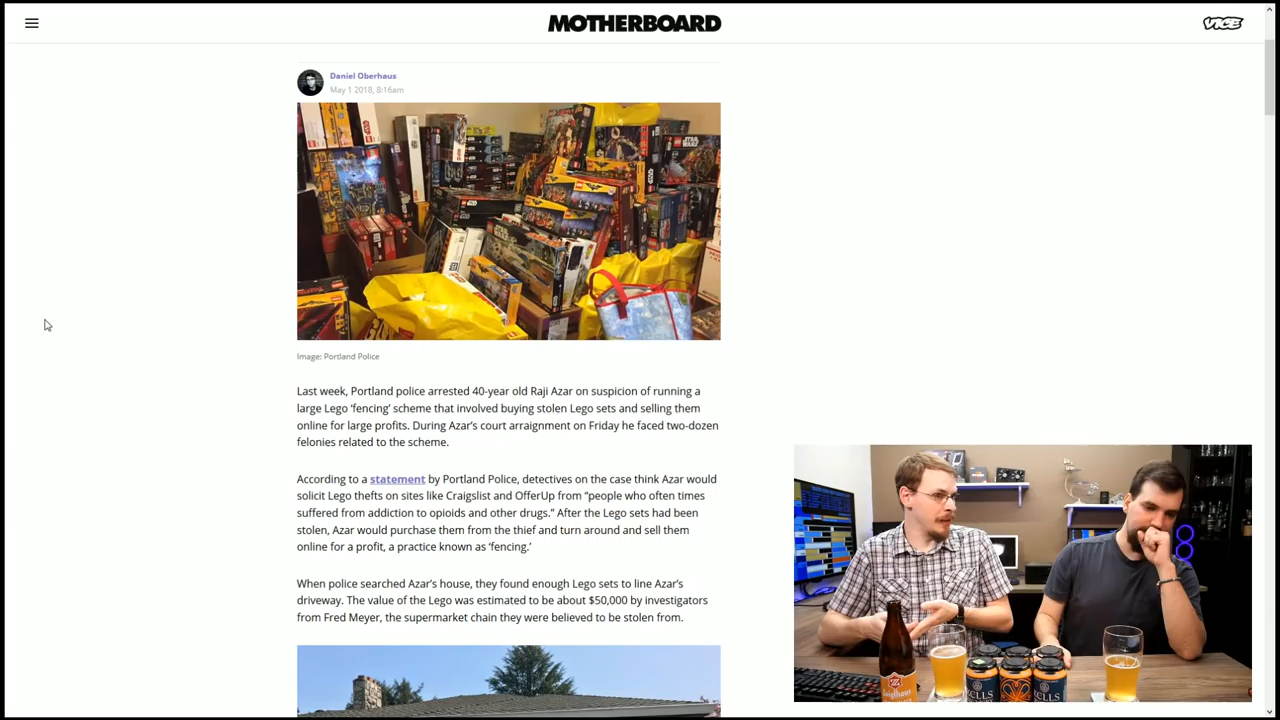 MOTHERBOARD
VICE
Daniel Oberhaus
May 1 2018, 8:16am
STAR WARS
Image: Portland Police
Last week, Portland police arrested 40-year old Raji Azar on suspicion of running a
large Lego ‘fencing’ scheme that involved buying stolen Lego sets and selling them
online for large profits. During Azar’s court arraignment on Friday he faced two-dozen
felonies related to the scheme.
According to a statement by Portland Police, detectives on the case think Azar would
solicit Lego thefts on sites like Craigslist and OfferUp from “people who often times
suffered from addiction to opioids and other drugs.” After the Lego sets had been
stolen, Azar would purchase them from the thief and turn around and sell them
online for a profit, a practice known as ‘fencing.’
When police searched Azar’s house, they found enough Lego sets to line Azar’s
driveway. The value of the Lego was estimated to be about $50,000 by investigators
from Fred Meyer, the supermarket chain they were believed to be stolen from.